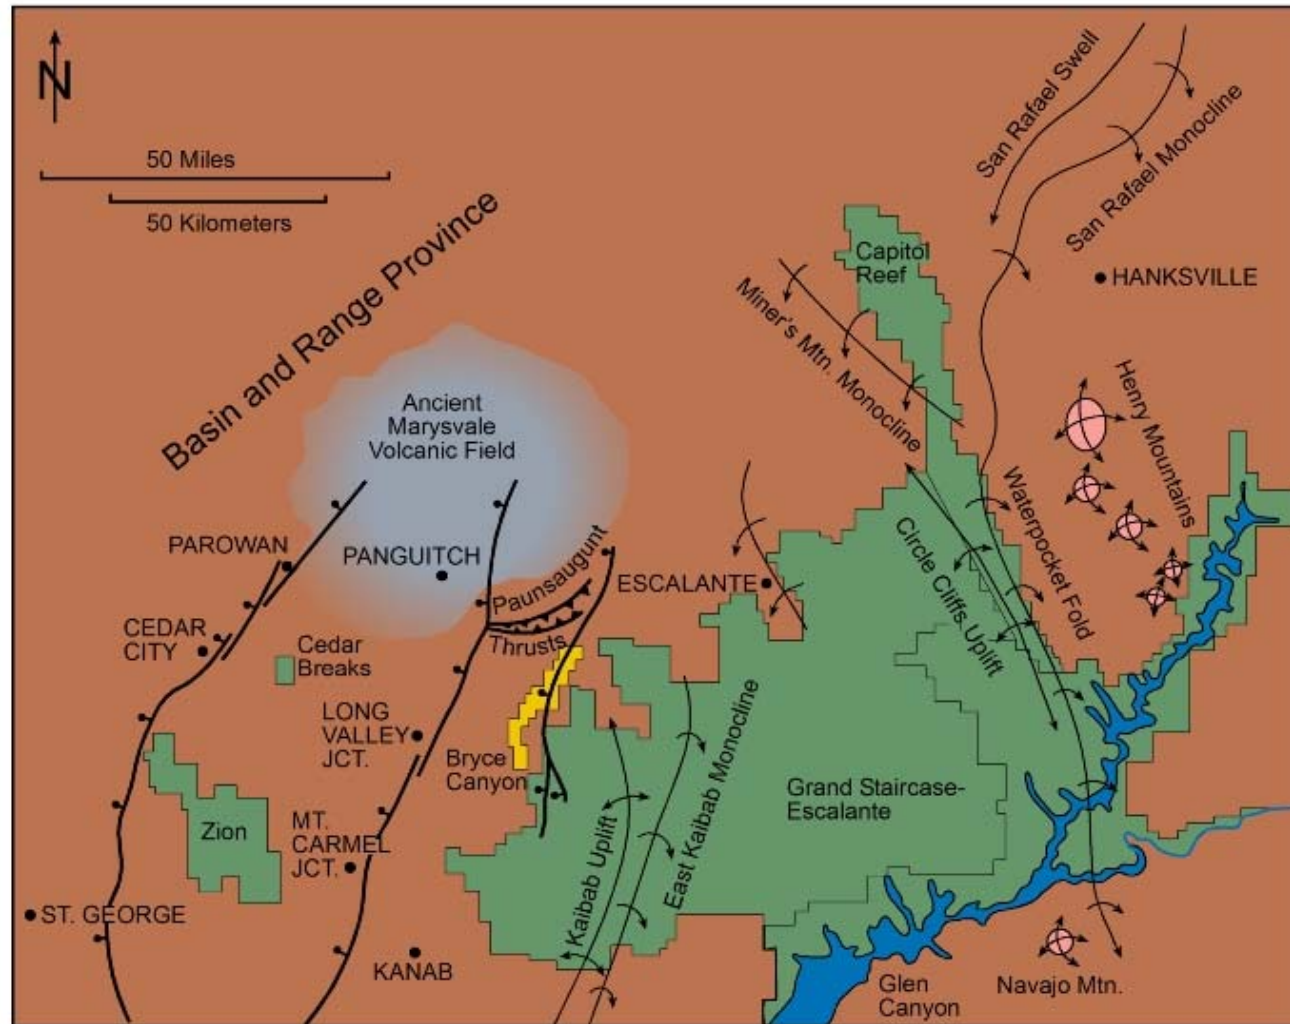 N
50 Miles
50 Kilometers
Basin and Range Province
San Rafael Swell
San Rafael Monocline
Capitol
Reef
HANKSVILLE
Miner's Mtn. Monocline
Henry Mountains
Ancient
Marysvale
Volcanic Field
PAROWAN
PANGUITCH
Paunsaugunt
Thrusts
ESCALANTE
Circle Cliffs Uplift
Waterpocket Fold
CEDAR
CITY
Cedar
Breaks
LONG
VALLEY
JCT.
Bryce
Canyon
East Kaibab Monocline
Kaibab Uplift
Grand Staircase-
Escalante
Zion
MT.
CARMEL
JCT.
ST. GEORGE
KANAB
Glen
Canyon
Navajo Mtn.